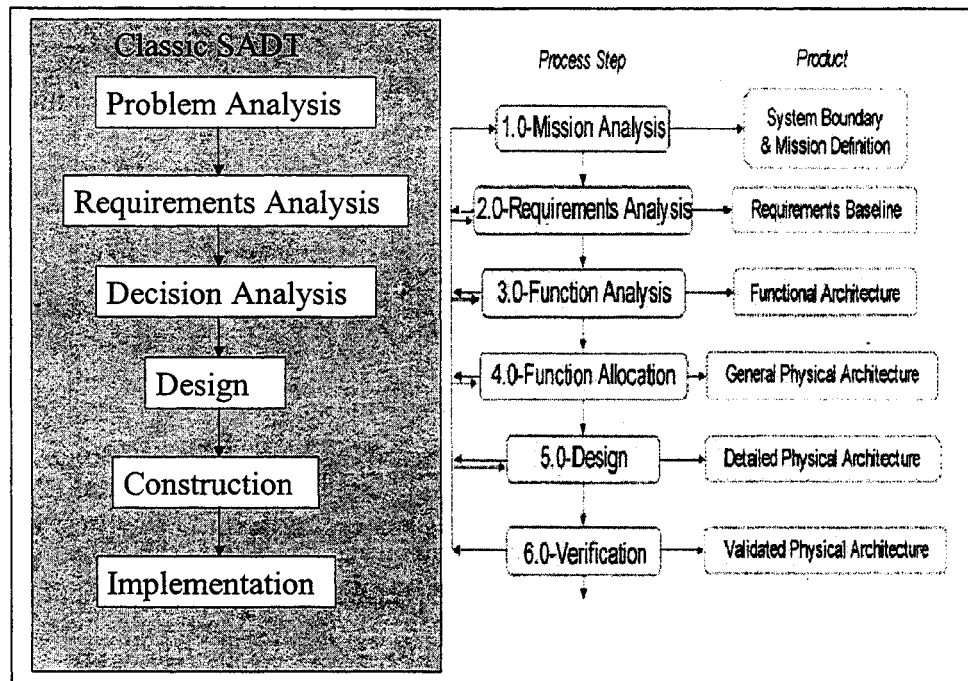 Classic SADT
Problem Analysis
Requirements Analysis
Decision Analysis
Design
Construction
Implementation
Process Step
Product
1.0-Mission Analysis
System Boundary
& Mission Definition
2.0-Requirements Analysis
Requirements Baseline
3.0-Function Analysis
Functional Architecture
4.0-Function Allocation
General Physical Architecture
5.0-Design
Detailed Physical Architecture
6.0-Verification
Validated Physical Architecture